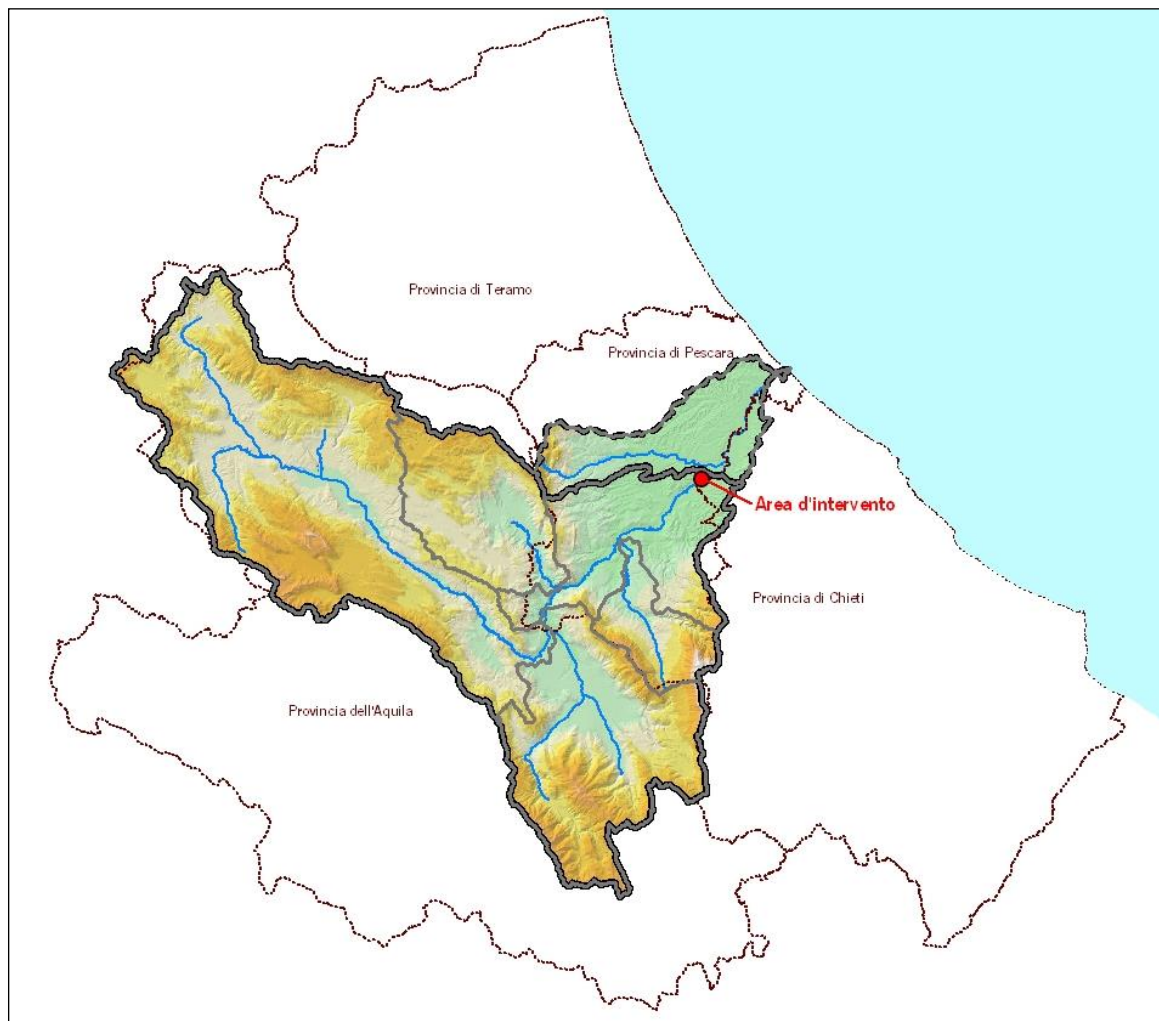 Provincia di Teramo
Provincia di Pescara
Area d'intervento
Provincia di Chieti
Provincia dell'Aquila